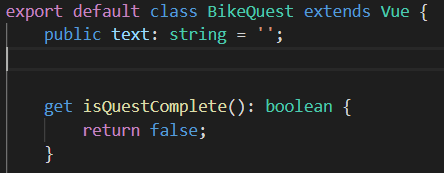 export default class BikeQuest extends Vue {
    public text: string = '';
    get isQuestComplete(): boolean {
        return false;
    }